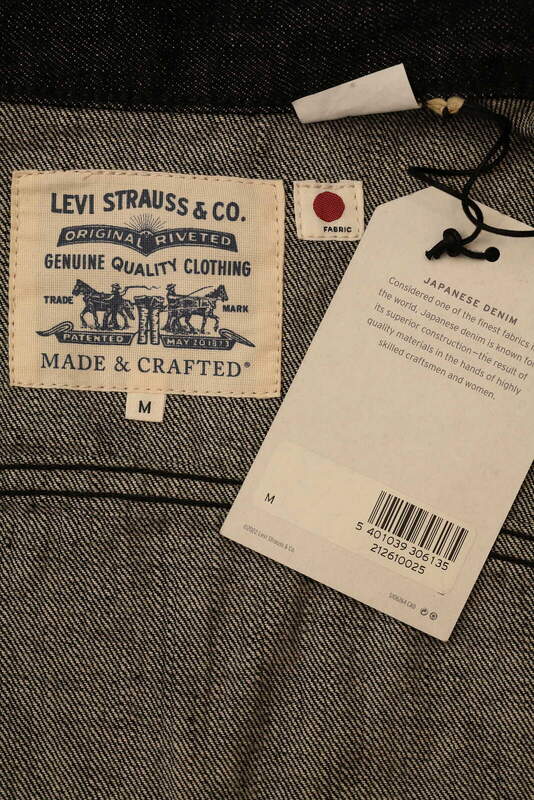 LEVI STRAUSS & CO.
ORIGINAL RIVETED
GENUINE QUALITY CLOTHING
TRADE MARK
PATENTED MAY 20 1873
MADE & CRAFTED®
M
FABRIC
JAPANESE DENIM
Considered one of the finest fabrics
the world, Japanese denim is known for
its superior construction—the result of
quality materials in the hands of highly
skilled craftsmen and women.
M
5 401039 306135
212610025
©2002 Levi Strauss & Co.